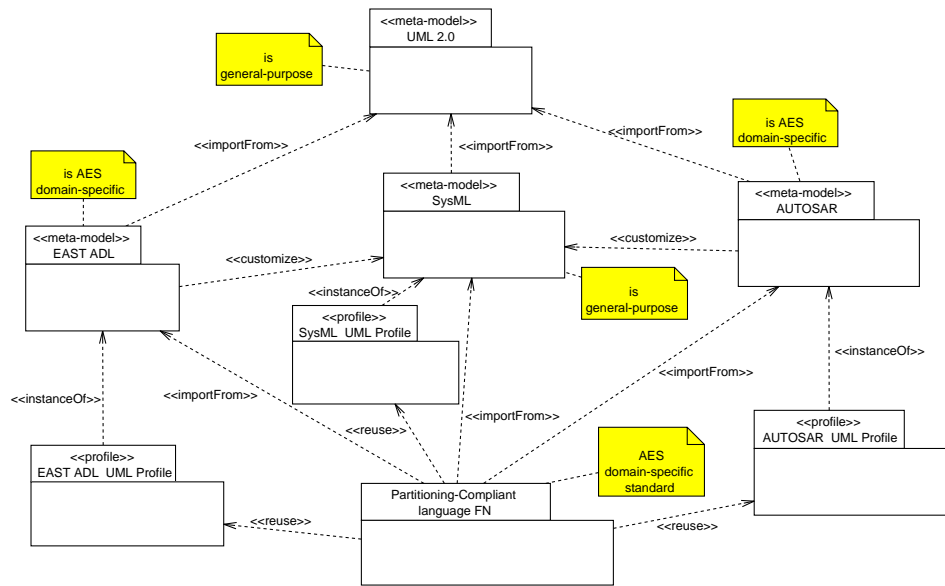 <<meta-model>>
UML 2.0
is
general-purpose
is AES
domain-specific
<<importFrom>>
<<importFrom>>
<<importFrom>>
is AES
domain-specific
<<meta-model>>
SysML
<<meta-model>>
AUTOSAR
<<meta-model>>
EAST ADL
<<customize>>
<<customize>>
<<instanceOf>>
is
general-purpose
<<profile>>
SysML UML Profile
<<instanceOf>>
<<instanceOf>>
<<importFrom>>
<<importFrom>>
<<importFrom>>
<<reuse>>
<<profile>>
AUTOSAR UML Profile
<<profile>>
EAST ADL UML Profile
AES
domain-specific
standard
Partitioning-Compliant
language FN
<<reuse>>
<<reuse>>